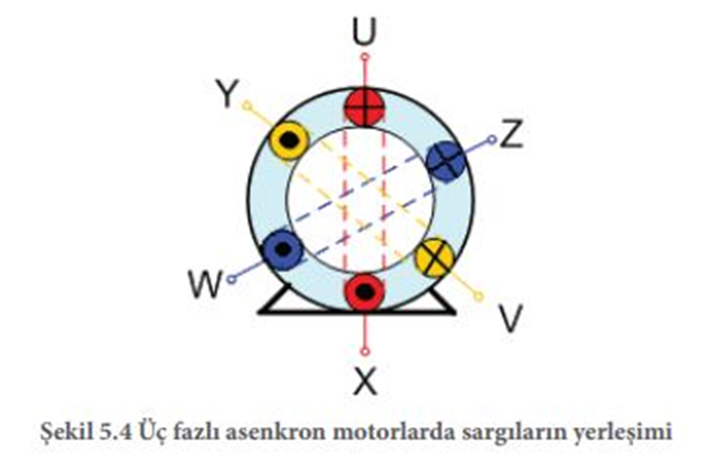 U
Y
Z
W
V
X
Şekil 5.4 Üç fazlı asenkron motorlarda sargıların yerleşimi